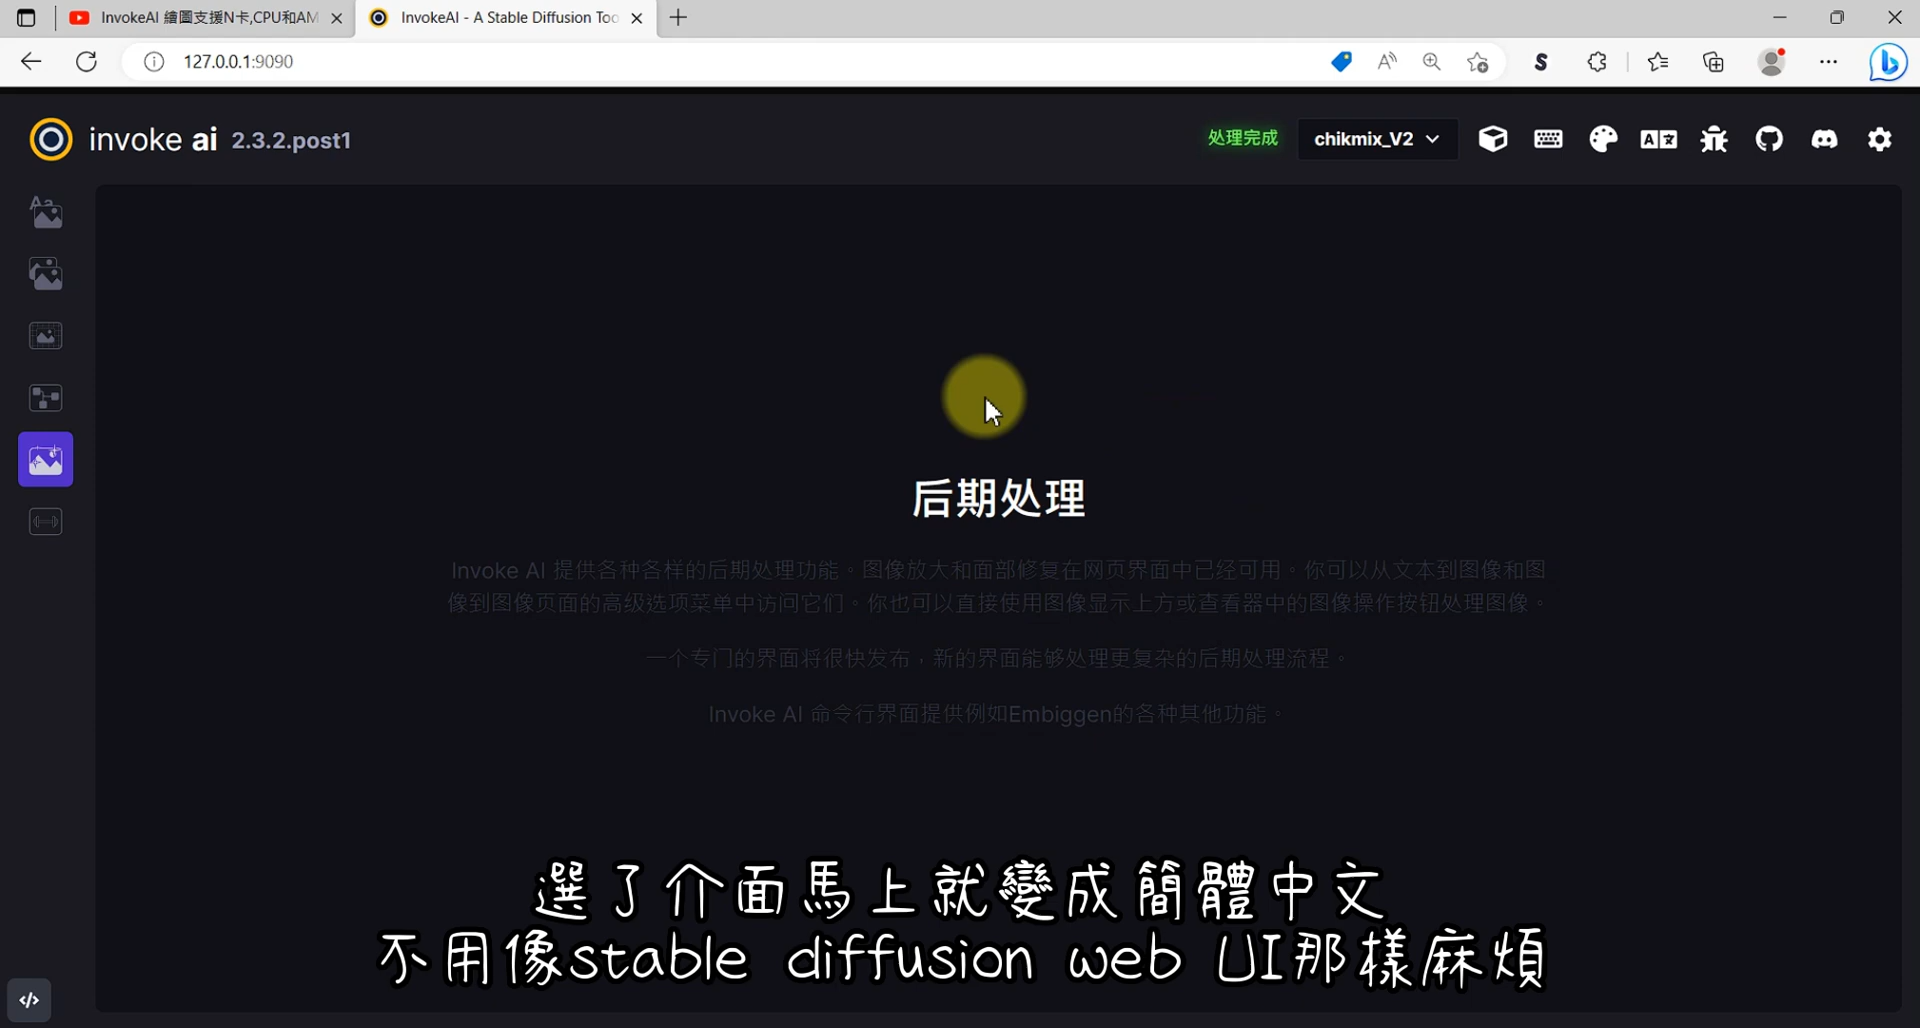 InvokeAI 繪圖支援N卡,CPU和AM
InvokeAI - A Stable Diffusion Too
127.0.0.1:9090
invoke ai 2.3.2.post1
处理完成
chikmix_V2
后期处理
Invoke AI 提供各种各样的后期处理功能。图像放大和面部修复在网页界面中已经可用。你可以从文本到图像和图
像到图像页面的高级选项菜单中访问它们。你也可以直接使用图像显示上方或查看器中的图像操作按钮处理图像。
一个专门的界面将很快发布，新的界面能够处理更复杂的后期处理流程。
Invoke AI 命令行界面提供例如Embiggen的各种其他功能。
選了介面馬上就變成簡體中文
不用像stable diffusion web UI那樣麻煩